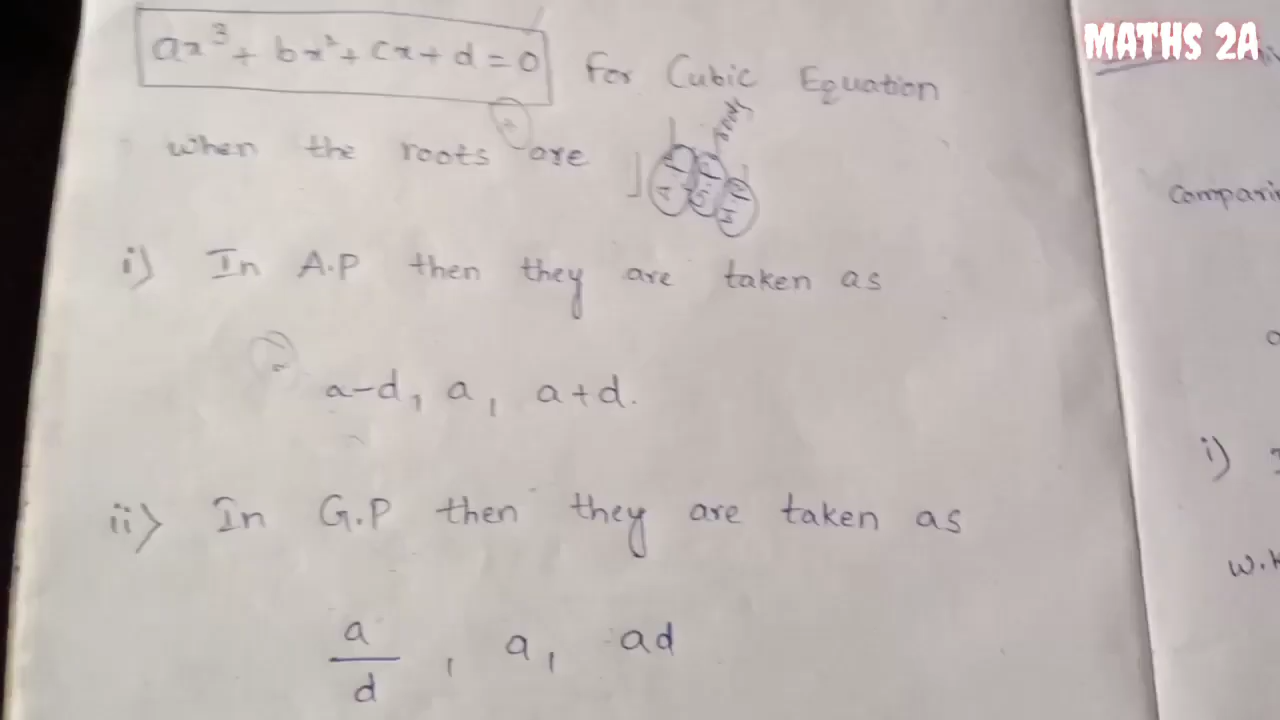 MATHS 2A
ax³ + bx² + cx + d = 0 For Cubic Equation
when the roots are
i) In A.P then they are taken as
a-d, a, a+d.
ii) In G.P then they are taken as
a/d, a, ad
i)